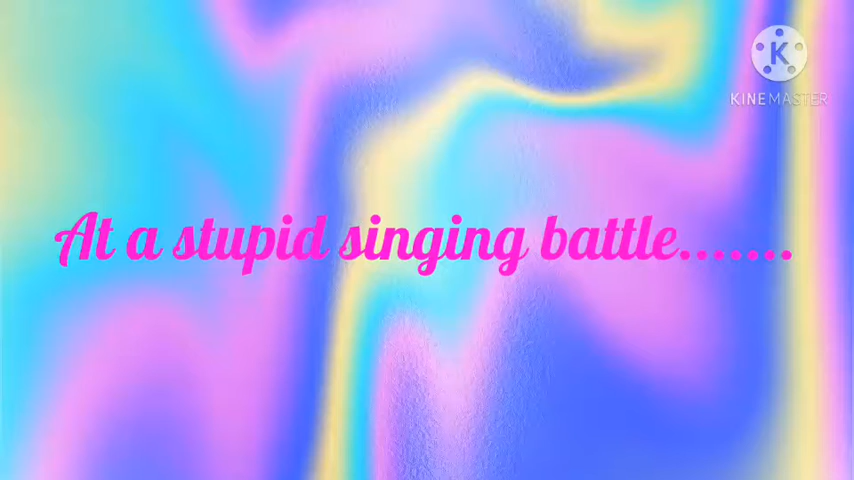 K
KINEMASTER
At a stupid singing battle.......